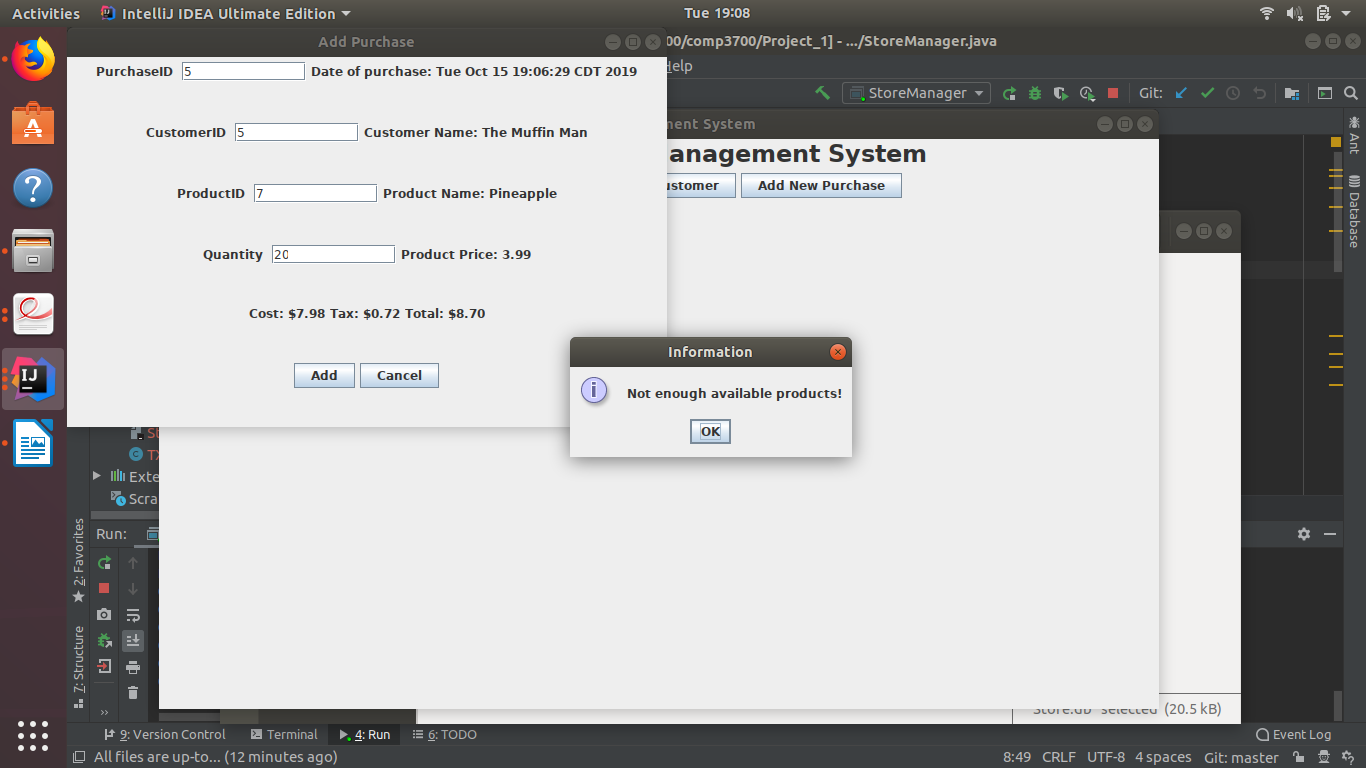 Activities IntelliJ IDEA Ultimate Edition Tue 19:08
Add Purchase
00/comp3700/Project_1] - .../StoreManager.java
PurchaseID 5 Date of purchase: Tue Oct 15 19:06:29 CDT 2019
Help
StoreManager Git:
CustomerID 5 Customer Name: The Muffin Man
ment System
anagement System
ustomer Add New Purchase
ProductID 7 Product Name: Pineapple
Quantity 20 Product Price: 3.99
Cost: $7.98 Tax: $0.72 Total: $8.70
Add Cancel
Information
Not enough available products!
OK
Ant
Database
St
TX
Exte
Scra
Run:
2: Favorites
7: Structure
Store.db" selected (20.5 kB)
9: Version Control Terminal 4: Run 6: TODO Event Log
All files are up-to... (12 minutes ago) 8:49 CRLF UTF-8 4 spaces Git: master